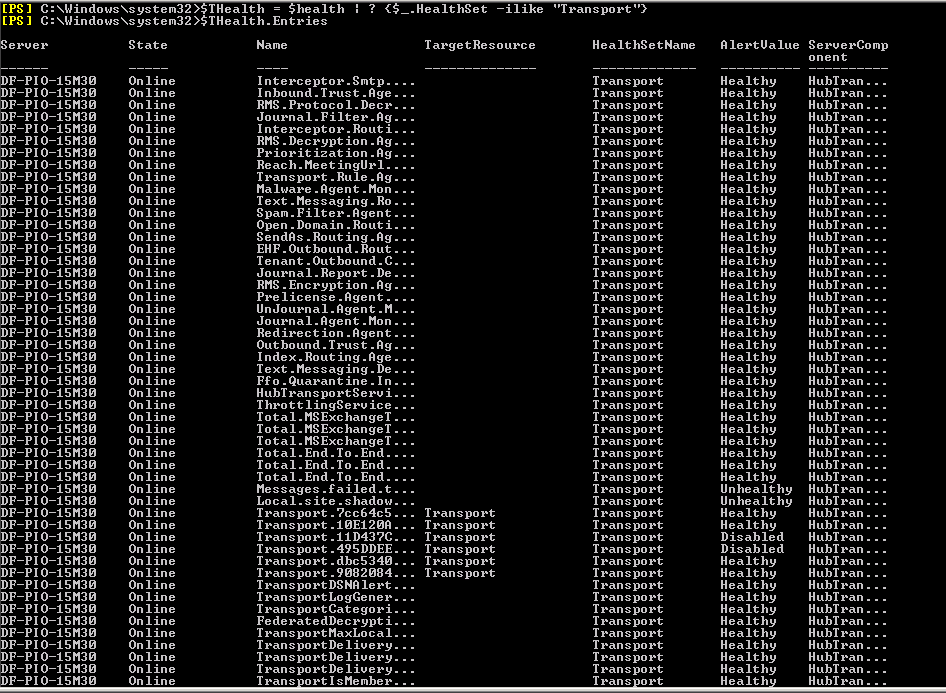 [PS] C:\Windows\system32>$THealth = $health | ? {$_.HealthSet -ilike "Transport"}
[PS] C:\Windows\system32>$THealth.Entries
Server State Name TargetResource HealthSetName AlertValue ServerComp
onent
------ ----- ---- -------------- ------------- ---------- ----------
DF-PIO-15M30 Online Interceptor.Smtp.... Transport Healthy HubTran...
DF-PIO-15M30 Online Inbound.Trust.Age... Transport Healthy HubTran...
DF-PIO-15M30 Online RMS.Protocol.Decr... Transport Healthy HubTran...
DF-PIO-15M30 Online Journal.Filter.Ag... Transport Healthy HubTran...
DF-PIO-15M30 Online Interceptor.Routi... Transport Healthy HubTran...
DF-PIO-15M30 Online RMS.Decryption.Ag... Transport Healthy HubTran...
DF-PIO-15M30 Online Prioritization.Ag... Transport Healthy HubTran...
DF-PIO-15M30 Online Reach.MeetingUrl.... Transport Healthy HubTran...
DF-PIO-15M30 Online Transport.Rule.Ag... Transport Healthy HubTran...
DF-PIO-15M30 Online Malware.Agent.Mon... Transport Healthy HubTran...
DF-PIO-15M30 Online Text.Messaging.Ro... Transport Healthy HubTran...
DF-PIO-15M30 Online Spam.Filter.Agent... Transport Healthy HubTran...
DF-PIO-15M30 Online Open.Domain.Routi... Transport Healthy HubTran...
DF-PIO-15M30 Online SendAs.Routing.Ag... Transport Healthy HubTran...
DF-PIO-15M30 Online EHF.Outbound.Rout... Transport Healthy HubTran...
DF-PIO-15M30 Online Tenant.Outbound.C... Transport Healthy HubTran...
DF-PIO-15M30 Online Journal.Report.De... Transport Healthy HubTran...
DF-PIO-15M30 Online RMS.Encryption.Ag... Transport Healthy HubTran...
DF-PIO-15M30 Online Prelicense.Agent.... Transport Healthy HubTran...
DF-PIO-15M30 Online UnJournal.Agent.M... Transport Healthy HubTran...
DF-PIO-15M30 Online Journal.Agent.Mon... Transport Healthy HubTran...
DF-PIO-15M30 Online Redirection.Agent... Transport Healthy HubTran...
DF-PIO-15M30 Online Outbound.Trust.Ag... Transport Healthy HubTran...
DF-PIO-15M30 Online Index.Routing.Age... Transport Healthy HubTran...
DF-PIO-15M30 Online Text.Messaging.De... Transport Healthy HubTran...
DF-PIO-15M30 Online Ffo.Quarantine.In... Transport Healthy HubTran...
DF-PIO-15M30 Online HubTransportServi... Transport Healthy HubTran...
DF-PIO-15M30 Online ThrottlingService... Transport Healthy HubTran...
DF-PIO-15M30 Online Total.MSExchangeT... Transport Healthy HubTran...
DF-PIO-15M30 Online Total.MSExchangeT... Transport Healthy HubTran...
DF-PIO-15M30 Online Total.MSExchangeT... Transport Healthy HubTran...
DF-PIO-15M30 Online Total.End.To.End.... Transport Healthy HubTran...
DF-PIO-15M30 Online Total.End.To.End.... Transport Healthy HubTran...
DF-PIO-15M30 Online Total.End.To.End.... Transport Healthy HubTran...
DF-PIO-15M30 Online Messages.failed.t... Transport Unhealthy HubTran...
DF-PIO-15M30 Online Local.site.shadow... Transport Unhealthy HubTran...
DF-PIO-15M30 Online Transport.7cc64c5... Transport Transport Healthy HubTran...
DF-PIO-15M30 Online Transport.10E120A... Transport Transport Healthy HubTran...
DF-PIO-15M30 Online Transport.11D437C... Transport Transport Disabled HubTran...
DF-PIO-15M30 Online Transport.495DDEE... Transport Transport Disabled HubTran...
DF-PIO-15M30 Online Transport.dbc5340... Transport Transport Healthy HubTran...
DF-PIO-15M30 Online Transport.9082084... Transport Transport Healthy HubTran...
DF-PIO-15M30 Online TransportDSNAlert... Transport Healthy HubTran...
DF-PIO-15M30 Online TransportLogGener... Transport Healthy HubTran...
DF-PIO-15M30 Online TransportCategori... Transport Healthy HubTran...
DF-PIO-15M30 Online FederatedDecrypti... Transport Healthy HubTran...
DF-PIO-15M30 Online TransportMaxLocal... Transport Healthy HubTran...
DF-PIO-15M30 Online TransportDelivery... Transport Healthy HubTran...
DF-PIO-15M30 Online TransportDelivery... Transport Healthy HubTran...
DF-PIO-15M30 Online TransportDelivery... Transport Healthy HubTran...
DF-PIO-15M30 Online TransportIsMember... Transport Healthy HubTran...